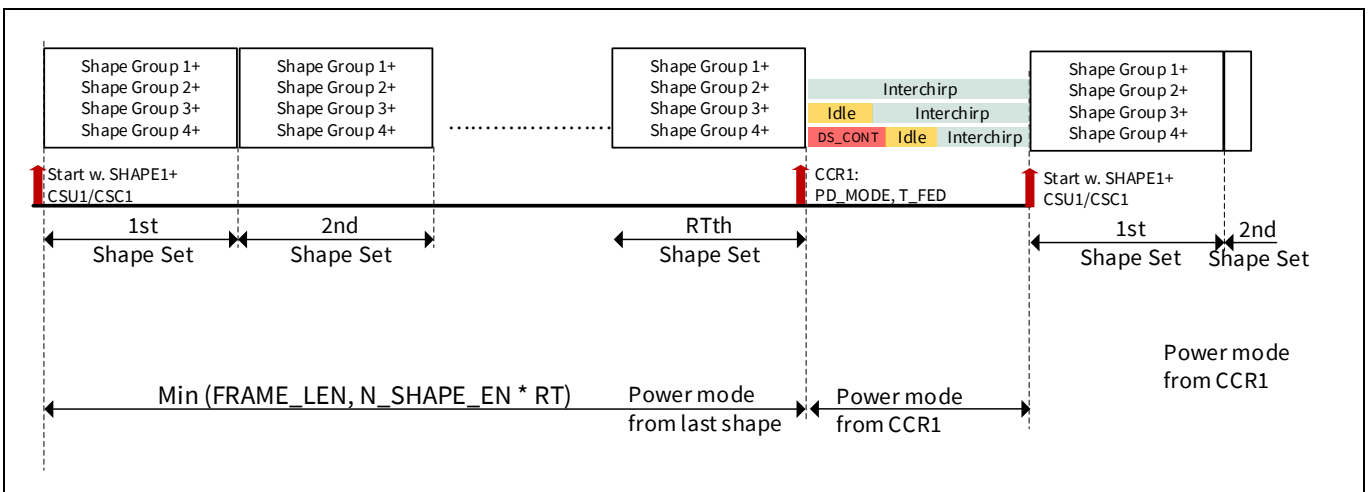 Shape Group 1+
Shape Group 2+
Shape Group 3+
Shape Group 4+
Shape Group 1+
Shape Group 2+
Shape Group 3+
Shape Group 4+
Shape Group 1+
Shape Group 2+
Shape Group 3+
Shape Group 4+
Interchirp
Idle Interchirp
DS_CONT Idle Interchirp
Shape Group 1+
Shape Group 2+
Shape Group 3+
Shape Group 4+
Start w. SHAPE1+
CSU1/CSC1
CCR1:
PD_MODE, T_FED
Start w. SHAPE1+
CSU1/CSC1
1st
Shape Set
2nd
Shape Set
RTth
Shape Set
1st
Shape Set
2nd
Shape Set
Power mode
from CCR1
Min (FRAME_LEN, N_SHAPE_EN * RT)
Power mode
from last shape
Power mode
from CCR1